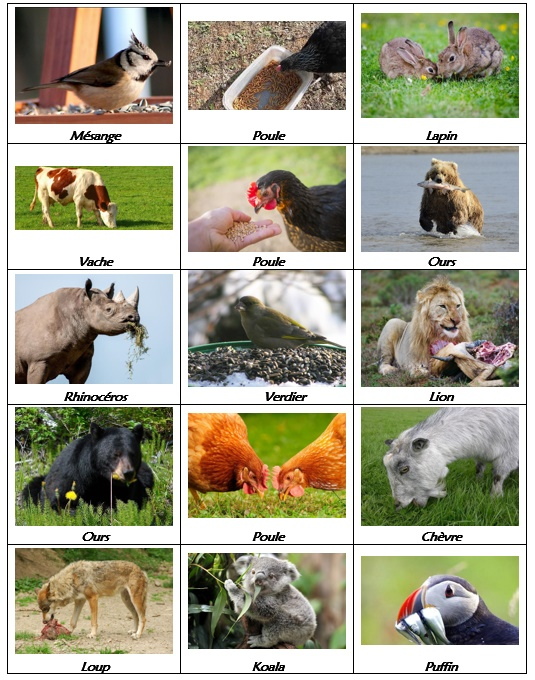 Mésange
Poule
Lapin
Vache
Poule
Ours
Rhinocéros
Verdier
Lion
Ours
Poule
Chèvre
Loup
Koala
Puffin